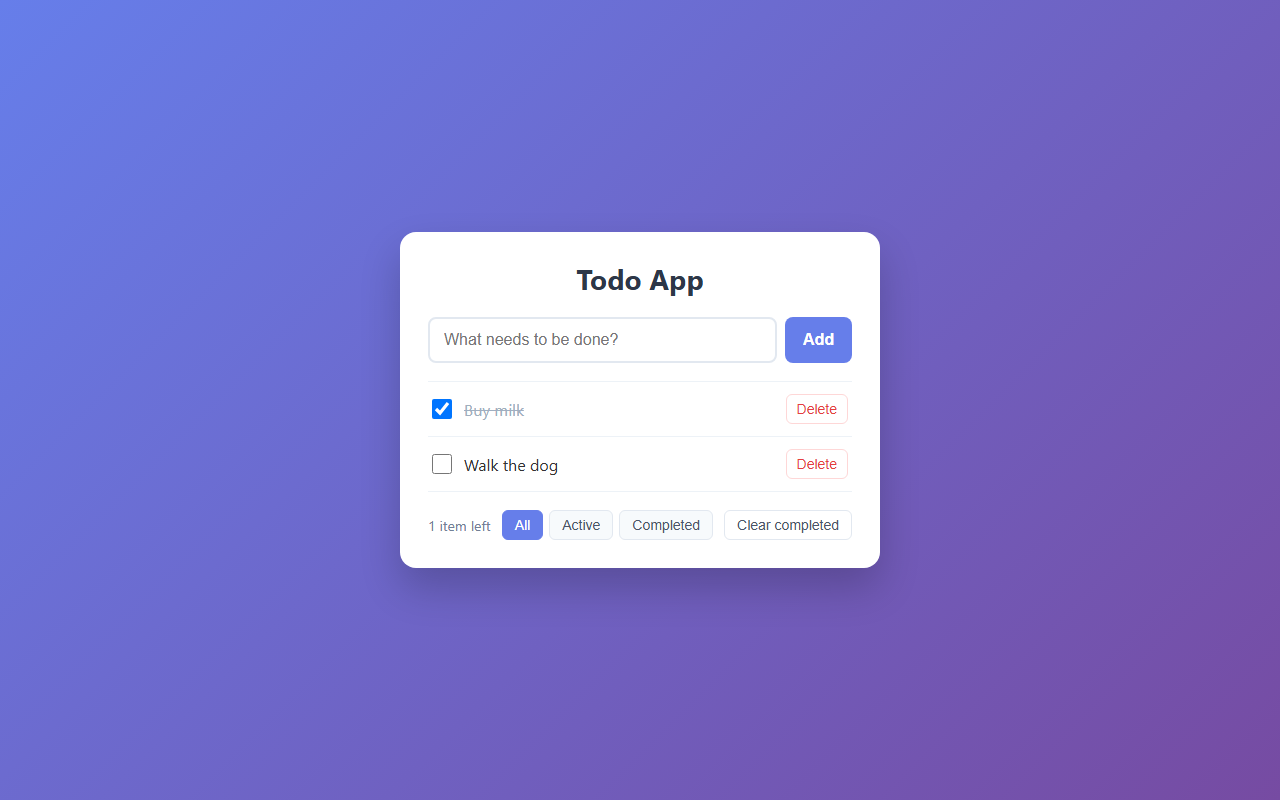 Todo App
What needs to be done? Add
Buy milk Delete
Walk the dog Delete
1 item left All Active Completed Clear completed